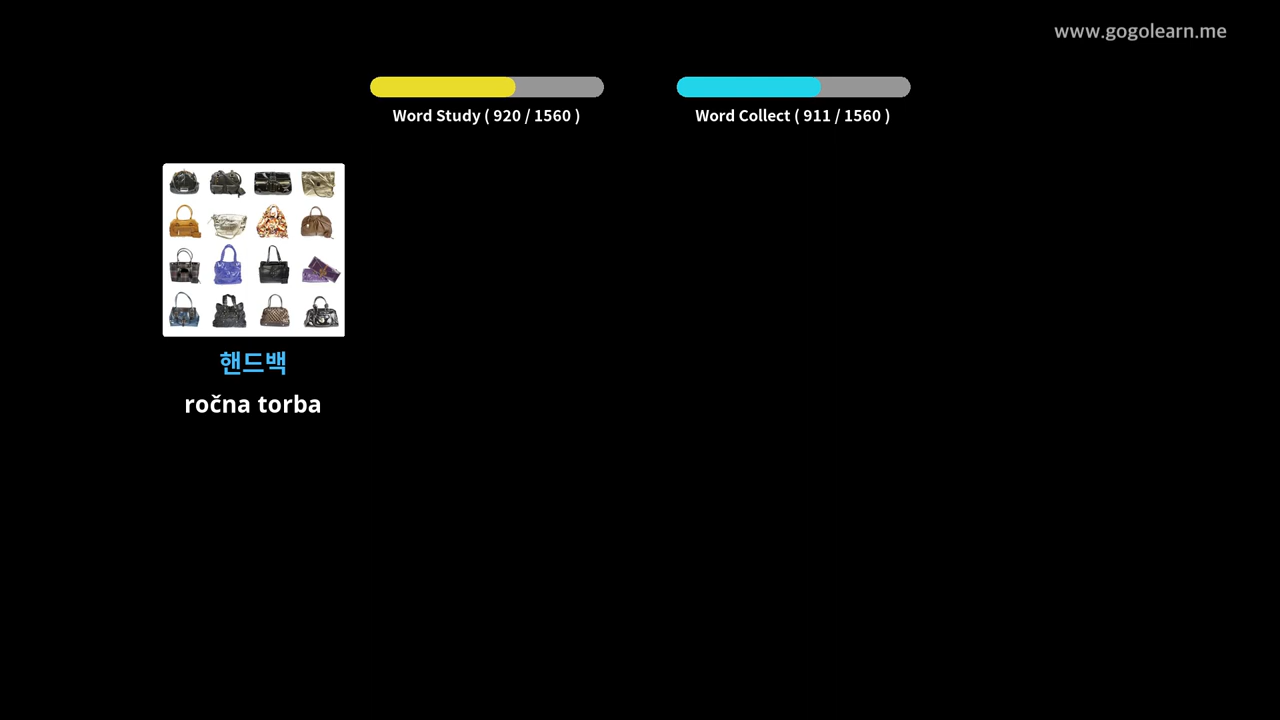 www.gogolearn.me
Word Study ( 920 / 1560 )
Word Collect ( 911 / 1560 )
핸드백
ročna torba